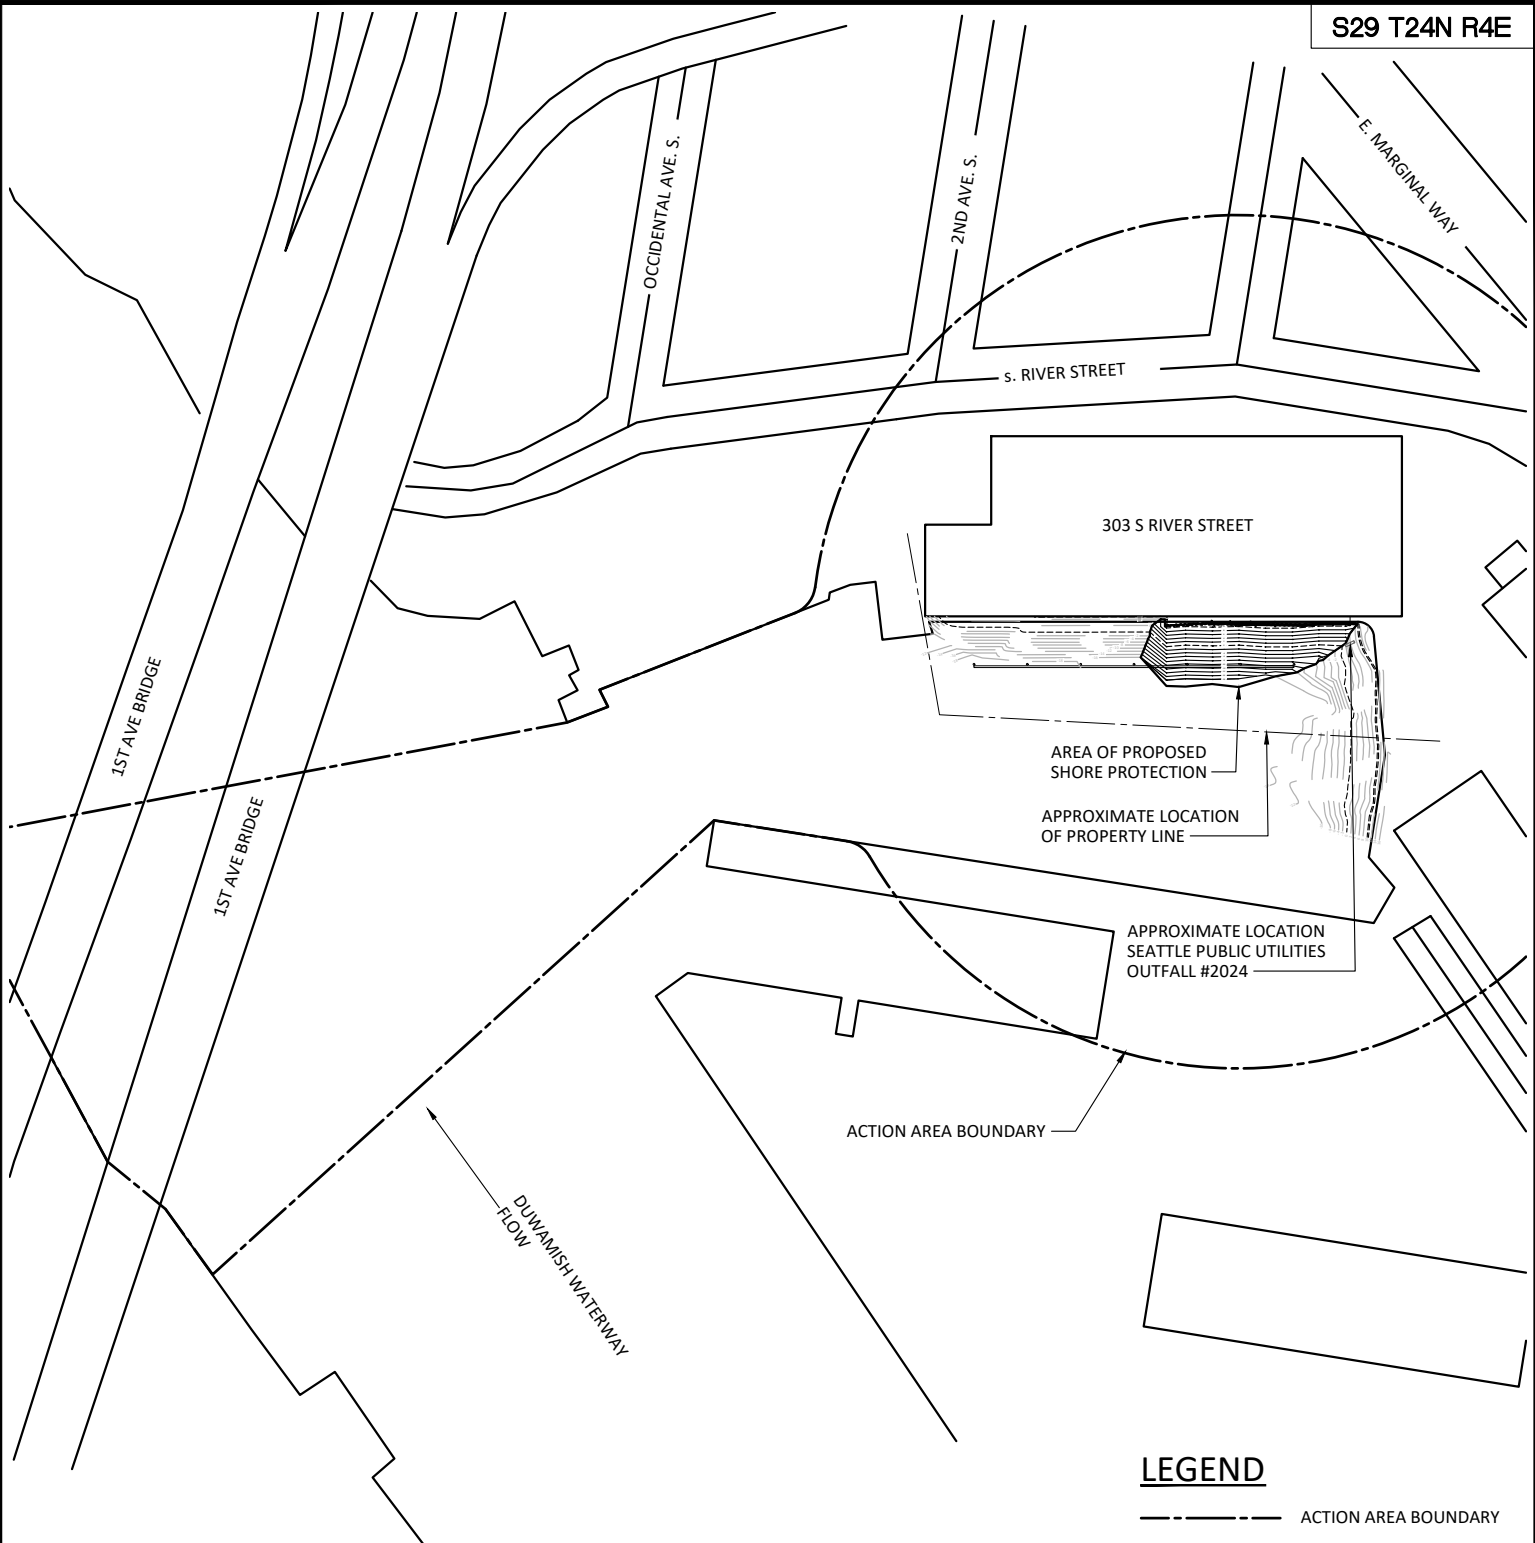 S29 T24N R4E
E. MARGINAL WAY
OCCIDENTAL AVE. S.
2ND AVE. S.
s. RIVER STREET
303 S RIVER STREET
1ST AVE BRIDGE
1ST AVE BRIDGE
AREA OF PROPOSED
SHORE PROTECTION
APPROXIMATE LOCATION
OF PROPERTY LINE
APPROXIMATE LOCATION
SEATTLE PUBLIC UTILITIES
OUTFALL #2024
ACTION AREA BOUNDARY
DUWAMISH WATERWAY
FLOW
LEGEND
ACTION AREA BOUNDARY